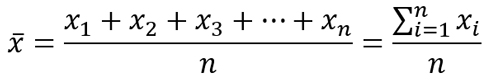 x̄ = (x₁ + x₂ + x₃ + ⋯ + xₙ) / n = (∑ᵢ₌₁ⁿ xᵢ) / n